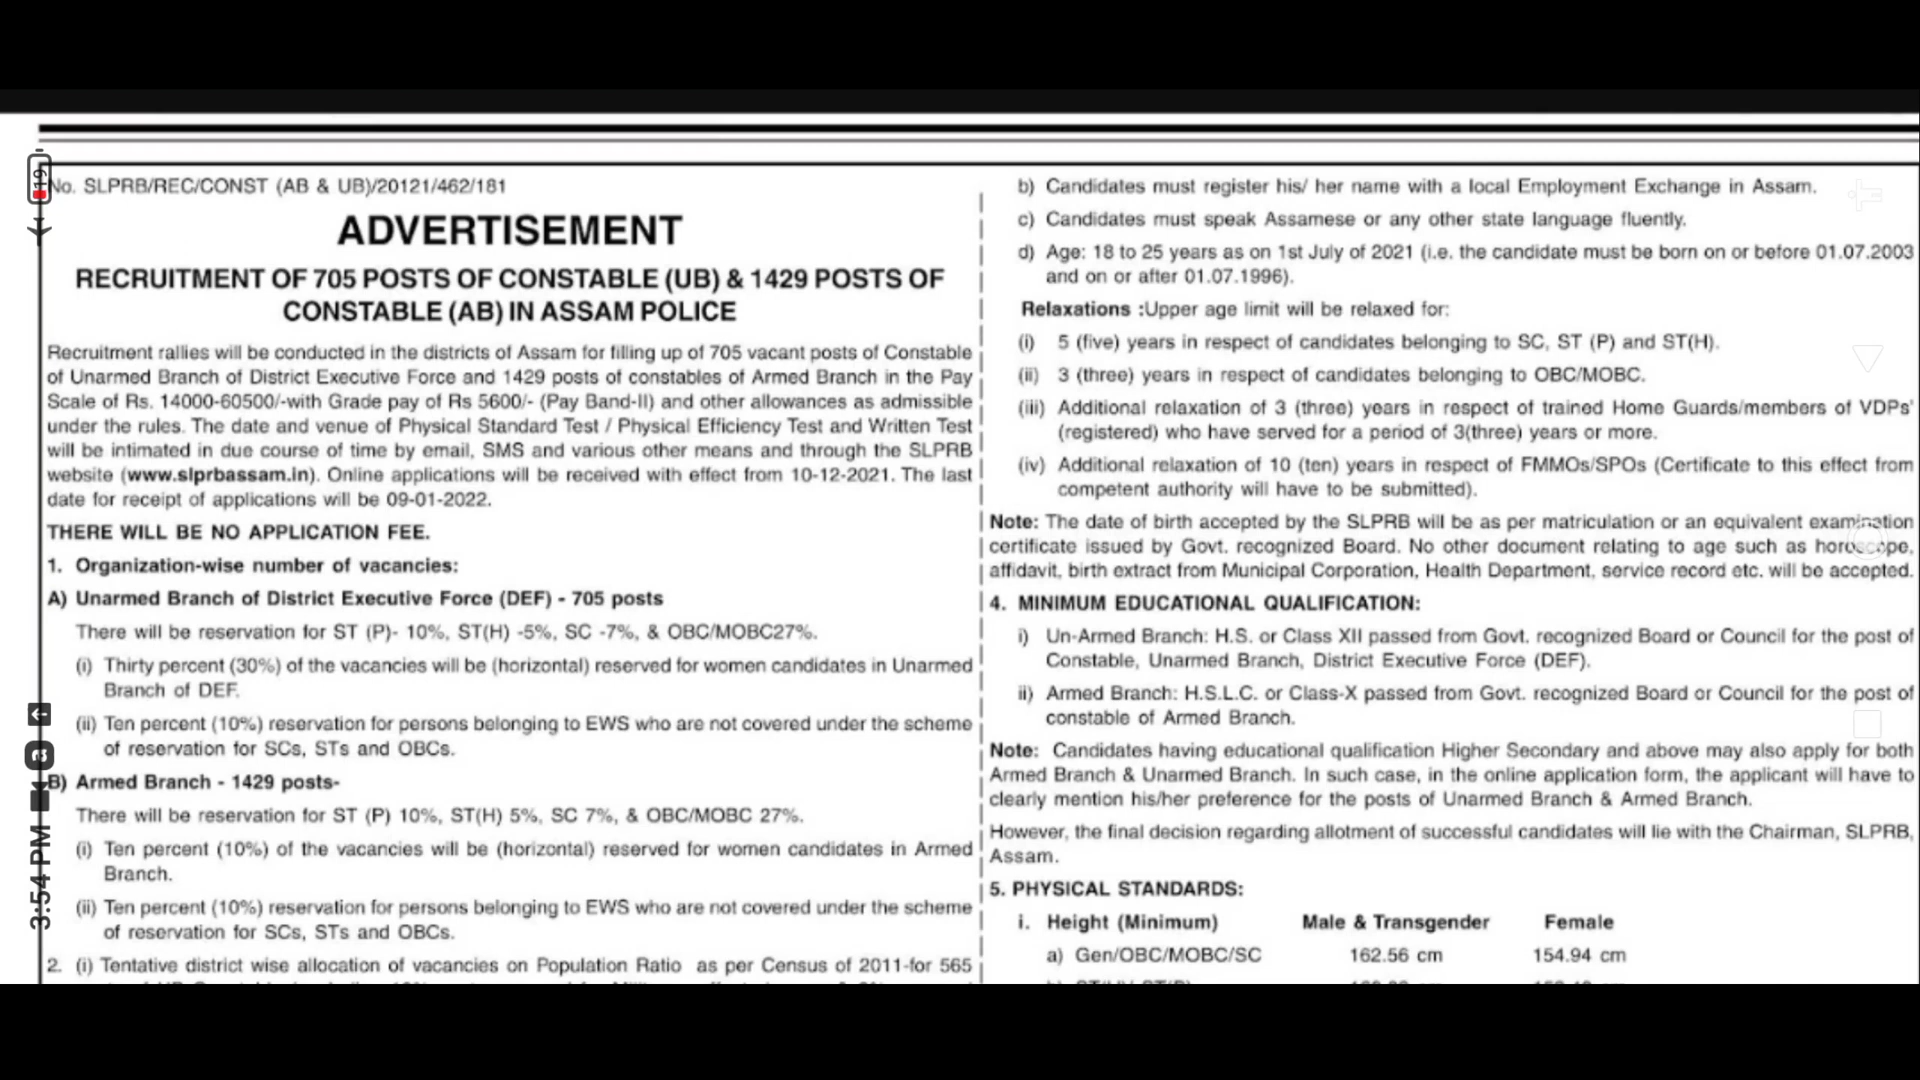 No. SLPRB/REC/CONST (AB & UB)/20121/462/181
ADVERTISEMENT
RECRUITMENT OF 705 POSTS OF CONSTABLE (UB) & 1429 POSTS OF
CONSTABLE (AB) IN ASSAM POLICE
Recruitment rallies will be conducted in the districts of Assam for filling up of 705 vacant posts of Constable
of Unarmed Branch of District Executive Force and 1429 posts of constables of Armed Branch in the Pay
Scale of Rs. 14000-60500/-with Grade pay of Rs 5600/- (Pay Band-II) and other allowances as admissible
under the rules. The date and venue of Physical Standard Test / Physical Efficiency Test and Written Test
will be intimated in due course of time by email, SMS and various other means and through the SLPRB
website (www.slprbassam.in). Online applications will be received with effect from 10-12-2021. The last
date for receipt of applications will be 09-01-2022.
THERE WILL BE NO APPLICATION FEE.
1. Organization-wise number of vacancies:
A) Unarmed Branch of District Executive Force (DEF) - 705 posts
There will be reservation for ST (P)- 10%, ST(H) -5%, SC -7%, & OBC/MOBC27%.
(i) Thirty percent (30%) of the vacancies will be (horizontal) reserved for women candidates in Unarmed
Branch of DEF.
(ii) Ten percent (10%) reservation for persons belonging to EWS who are not covered under the scheme
of reservation for SCs, STs and OBCs.
B) Armed Branch - 1429 posts-
There will be reservation for ST (P) 10%, ST(H) 5%, SC 7%, & OBC/MOBC 27%.
(i) Ten percent (10%) of the vacancies will be (horizontal) reserved for women candidates in Armed
Branch.
(ii) Ten percent (10%) reservation for persons belonging to EWS who are not covered under the scheme
of reservation for SCs, STs and OBCs.
2. (i) Tentative district wise allocation of vacancies on Population Ratio as per Census of 2011-for 565
b) Candidates must register his/ her name with a local Employment Exchange in Assam.
c) Candidates must speak Assamese or any other state language fluently.
d) Age: 18 to 25 years as on 1st July of 2021 (i.e. the candidate must be born on or before 01.07.2003
and on or after 01.07.1996).
Relaxations :Upper age limit will be relaxed for:
(i) 5 (five) years in respect of candidates belonging to SC, ST (P) and ST(H).
(ii) 3 (three) years in respect of candidates belonging to OBC/MOBC.
(iii) Additional relaxation of 3 (three) years in respect of trained Home Guards/members of VDPs'
(registered) who have served for a period of 3(three) years or more.
(iv) Additional relaxation of 10 (ten) years in respect of FMMOs/SPOs (Certificate to this effect from
competent authority will have to be submitted).
Note: The date of birth accepted by the SLPRB will be as per matriculation or an equivalent examination
certificate issued by Govt. recognized Board. No other document relating to age such as horoscope,
affidavit, birth extract from Municipal Corporation, Health Department, service record etc. will be accepted.
4. MINIMUM EDUCATIONAL QUALIFICATION:
i) Un-Armed Branch: H.S. or Class XII passed from Govt. recognized Board or Council for the post of
Constable, Unarmed Branch, District Executive Force (DEF).
ii) Armed Branch: H.S.L.C. or Class-X passed from Govt. recognized Board or Council for the post of
constable of Armed Branch.
Note: Candidates having educational qualification Higher Secondary and above may also apply for both
Armed Branch & Unarmed Branch. In such case, in the online application form, the applicant will have to
clearly mention his/her preference for the posts of Unarmed Branch & Armed Branch.
However, the final decision regarding allotment of successful candidates will lie with the Chairman, SLPRB,
Assam.
5. PHYSICAL STANDARDS:
i. Height (Minimum) Male & Transgender Female
a) Gen/OBC/MOBC/SC 162.56 cm 154.94 cm
19
3:54 PM